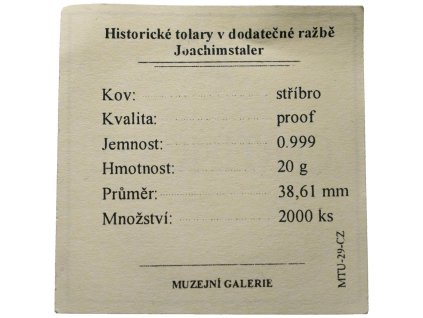 Historické tolary v dodatečné ražbě
Joachimstaler
Kov: stříbro
Kvalita: proof
Jemnost: 0.999
Hmotnost: 20 g
Průměr: 38,61 mm
Množství: 2000 ks
MUZEJNÍ GALERIE
MTU-29-CZ